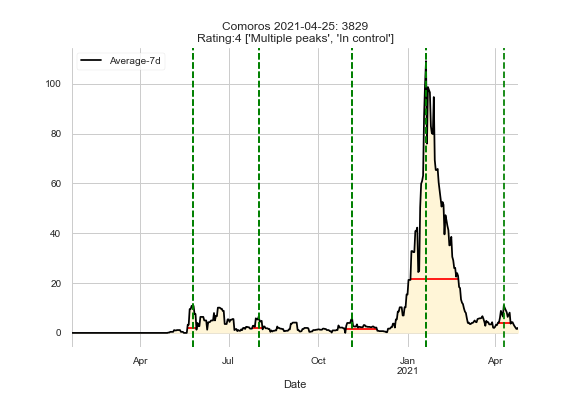 Comoros 2021-04-25: 3829
Rating:4 ['Multiple peaks', 'In control']
Average-7d
100
80
60
40
20
0
Apr
Jul
Oct
Jan
2021
Apr
Date